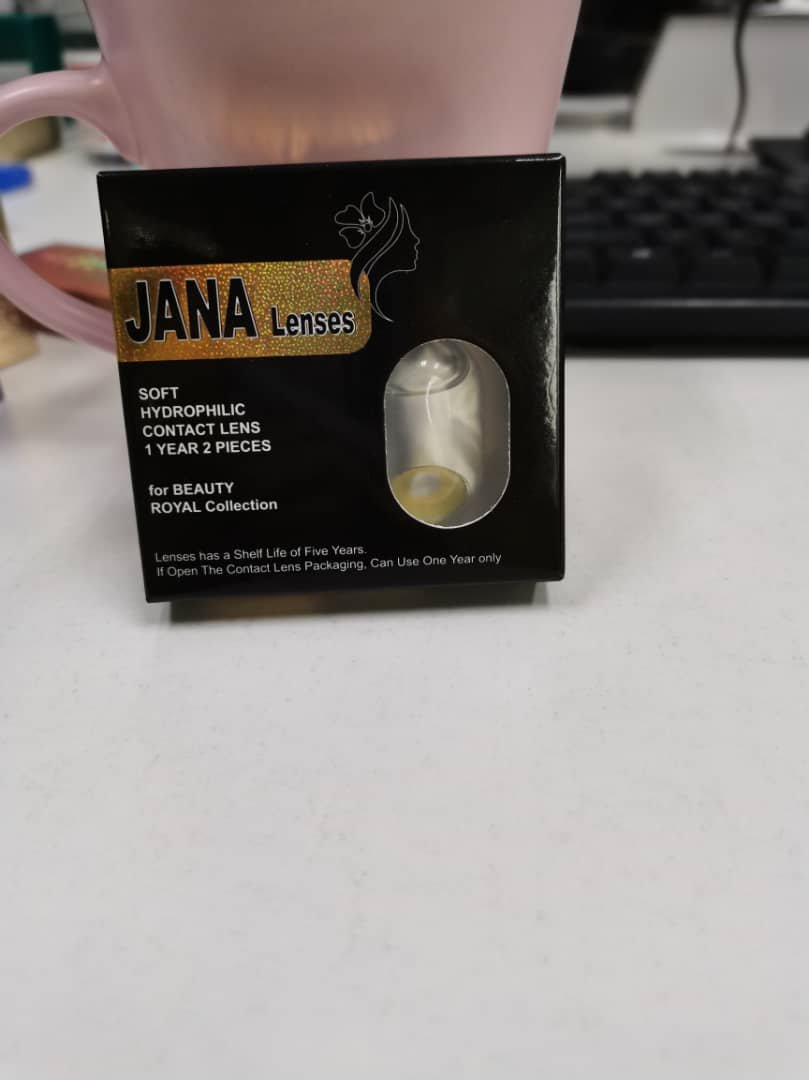 JANA Lenses
SOFT
HYDROPHILIC
CONTACT LENS
1 YEAR 2 PIECES
for BEAUTY
ROYAL Collection
Lenses has a Shelf Life of Five Years.
If Open The Contact Lens Packaging, Can Use One Year only